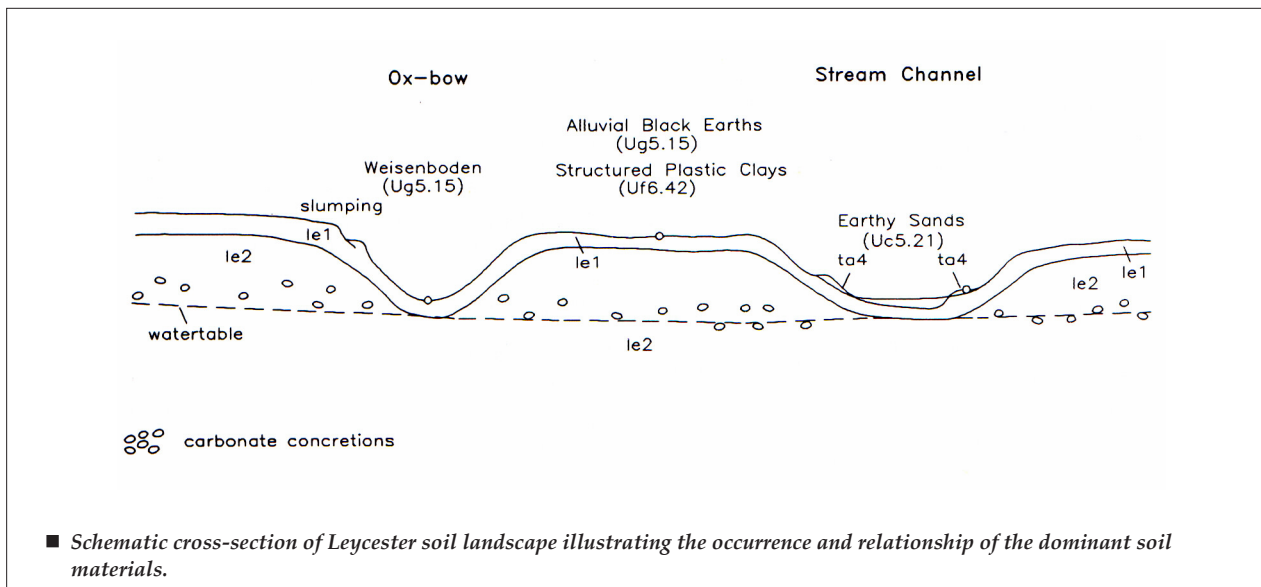 Ox-bow
Stream Channel
Alluvial Black Earths
(Ug5.15)
Weisenboden
(Ug5.15)
Structured Plastic Clays
(Uf6.42)
slumping
Earthy Sands
(Uc5.21)
le1
le2
le1
ta4
ta4
le1
le2
watertable
le2
carbonate concretions
■ Schematic cross-section of Leycester soil landscape illustrating the occurrence and relationship of the dominant soil
materials.